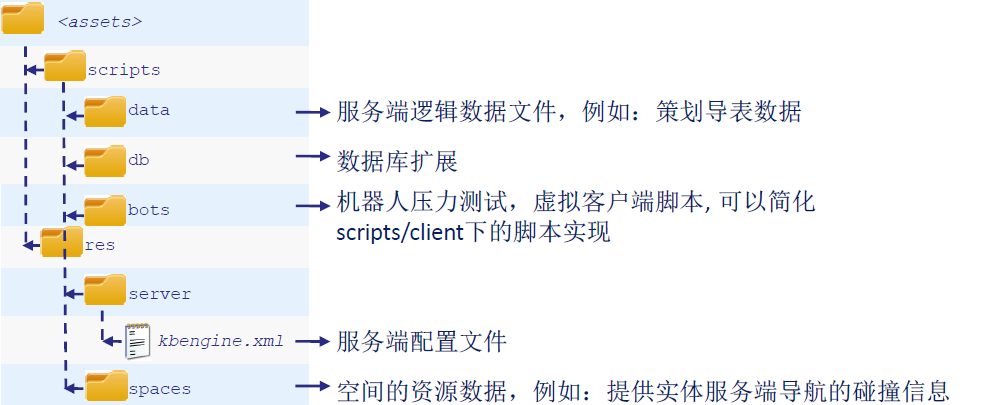 <assets>
scripts
data
服务端逻辑数据文件，例如：策划导表数据
db
数据库扩展
bots
机器人压力测试，虚拟客户端脚本, 可以简化
scripts/client下的脚本实现
res
server
kbengine.xml
服务端配置文件
spaces
空间的资源数据，例如：提供实体服务端导航的碰撞信息